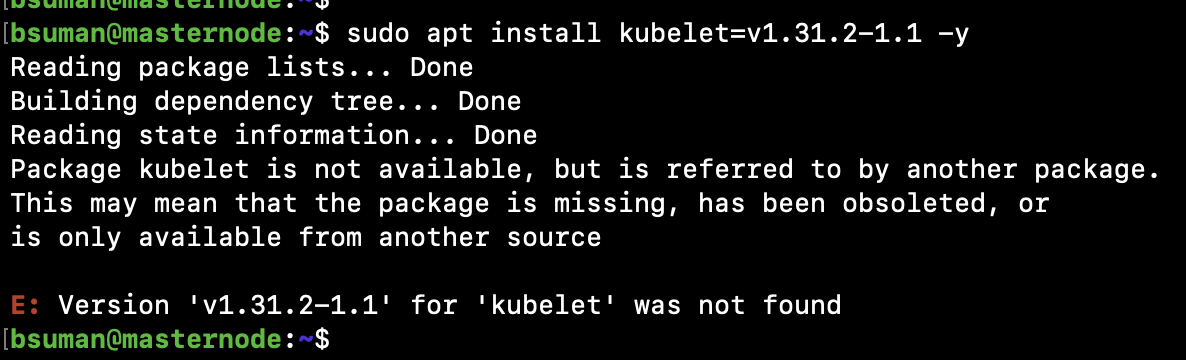 [bsuman@masternode:~$
[bsuman@masternode:~$ sudo apt install kubelet=v1.31.2-1.1 -y
Reading package lists... Done
Building dependency tree... Done
Reading state information... Done
Package kubelet is not available, but is referred to by another package.
This may mean that the package is missing, has been obsoleted, or
is only available from another source
E: Version 'v1.31.2-1.1' for 'kubelet' was not found
[bsuman@masternode:~$